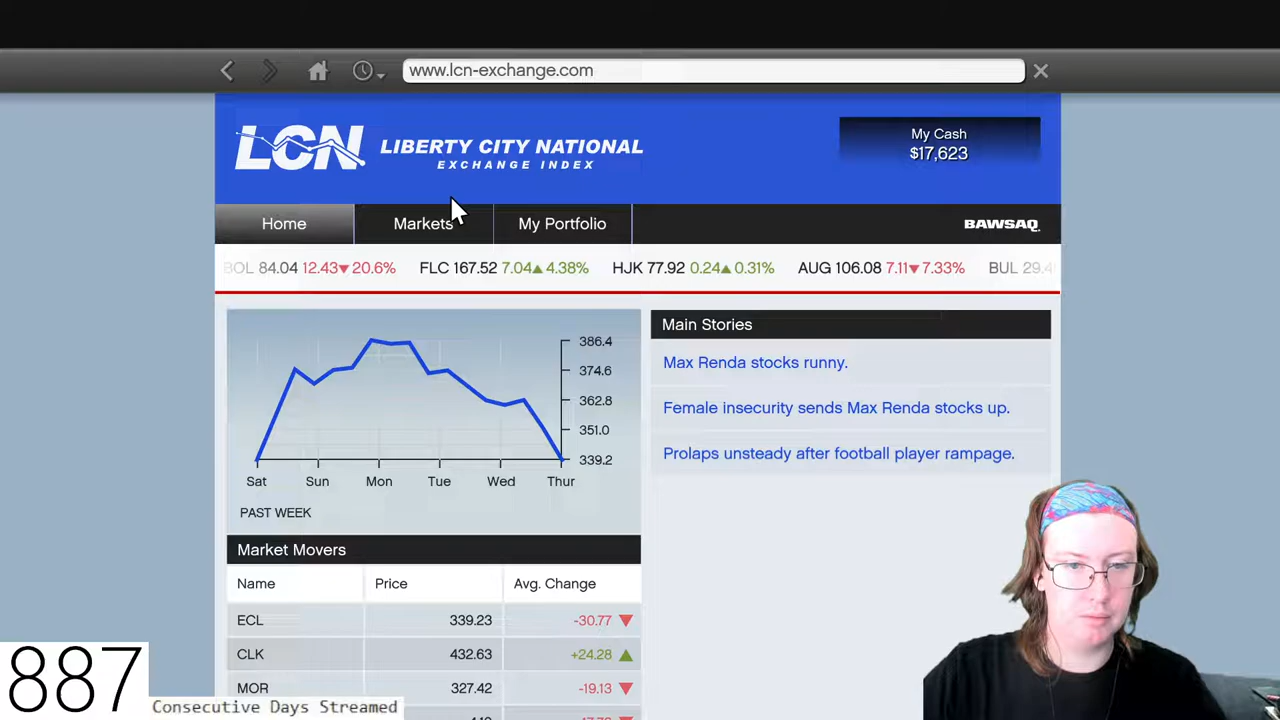 www.lcn-exchange.com
LCN LIBERTY CITY NATIONAL
EXCHANGE INDEX
My Cash
$17,623
Home Markets My Portfolio BAWSAQ
BOL 84.04 12.43▼20.6% FLC 167.52 7.04▲4.38% HJK 77.92 0.24▲0.31% AUG 106.08 7.11▼7.33% BUL
386.4
374.6
362.8
351.0
339.2
Sat Sun Mon Tue Wed Thur
PAST WEEK
Main Stories
Max Renda stocks runny.
Female insecurity sends Max Renda stocks up.
Prolaps unsteady after football player rampage.
Market Movers
Name Price Avg. Change
ECL 339.23 -30.77 ▼
CLK 432.63 +24.28 ▲
MOR 327.42 -19.13 ▼
887
Consecutive Days Streamed